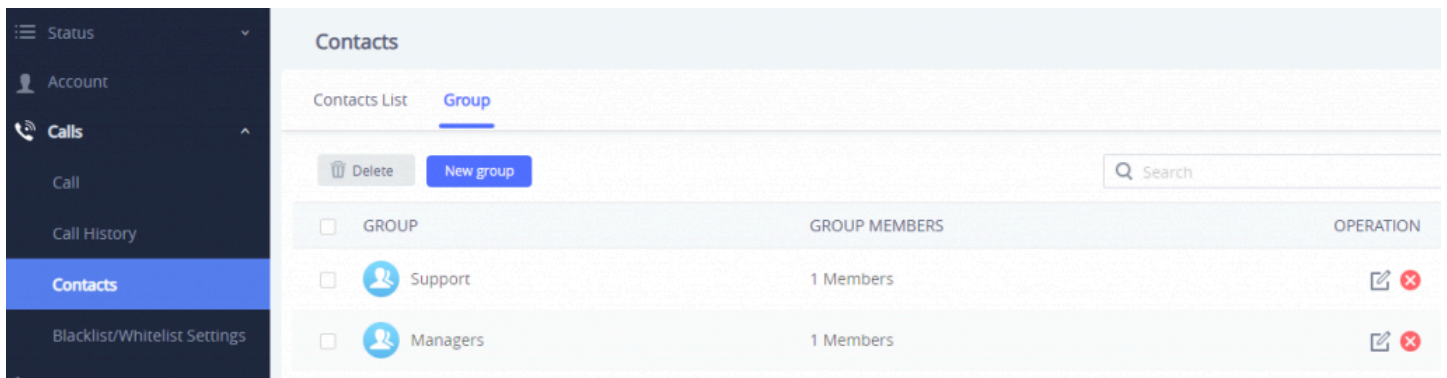 Status
Account
Calls
Call
Call History
Contacts
Blacklist/Whitelist Settings
Contacts
Contacts List Group
Delete New group Search
GROUP GROUP MEMBERS OPERATION
Support 1 Members
Managers 1 Members